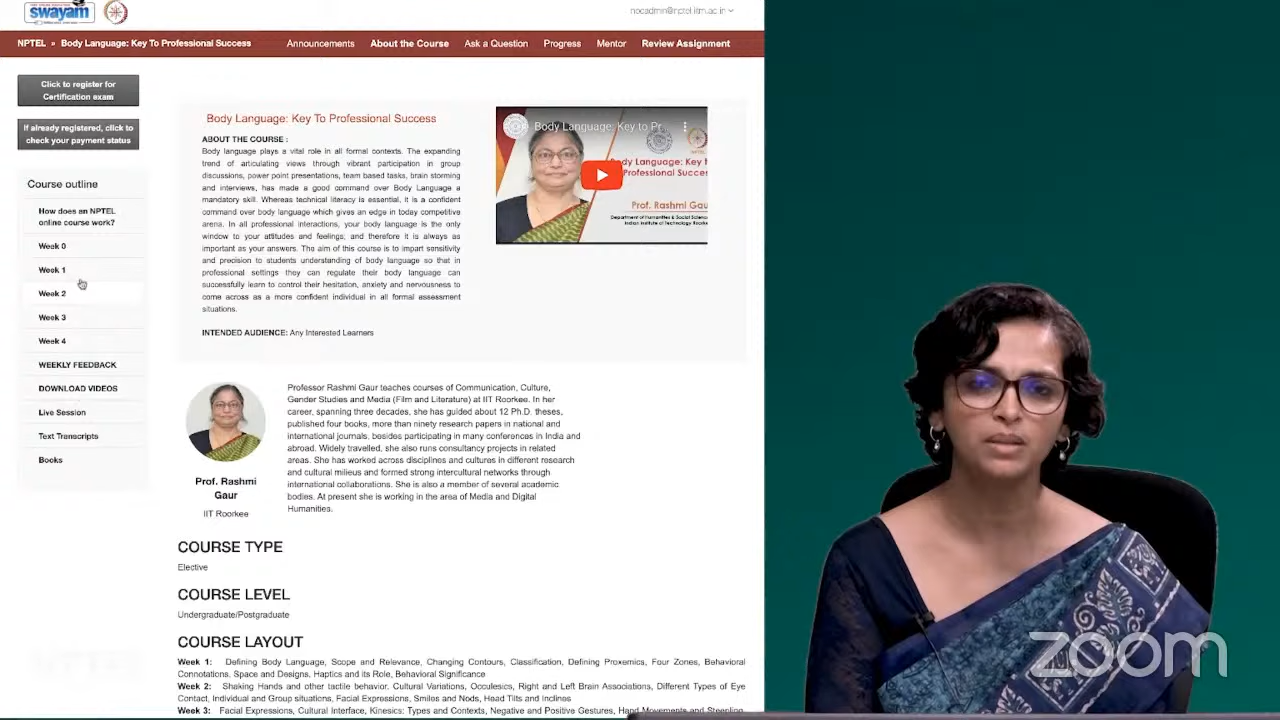 swayam
nocadmin@nptel.iitm.ac.in
NPTEL » Body Language: Key To Professional Success
Announcements About the Course Ask a Question Progress Mentor Review Assignment
Click to register for
Certification exam
If already registered, click to
check your payment status
Course outline
How does an NPTEL
online course work?
Week 0
Week 1
Week 2
Week 3
Week 4
WEEKLY FEEDBACK
DOWNLOAD VIDEOS
Live Session
Text Transcripts
Books
Body Language: Key To Professional Success
ABOUT THE COURSE :
Body language plays a vital role in all formal contexts. The expanding
trend of articulating views through vibrant participation in group
discussions, power point presentations, team based tasks, brain storming
and interviews, has made a good command over Body Language a
mandatory skill. Whereas technical literacy is essential, it is a confident
command over body language which gives an edge in today competitive
arena. In all professional interactions, your body language is the only
window to your attitudes and feelings; and therefore it is always as
important as your answers. The aim of this course is to impart sensitivity
and precision to students understanding of body language so that in
professional settings they can regulate their body language can
successfully learn to control their hesitation, anxiety and nervousness to
come across as a more confident individual in all formal assessment
situations.
INTENDED AUDIENCE: Any Interested Learners
Body Language: Key to Pr
Body Language: Key t
Professional Succes
Prof. Rashmi Gau
Department of Humanities & Social Scienc
Indian Institute of Technology Roorke
Prof. Rashmi
Gaur
IIT Roorkee
Professor Rashmi Gaur teaches courses of Communication, Culture,
Gender Studies and Media (Film and Literature) at IIT Roorkee. In her
career, spanning three decades, she has guided about 12 Ph.D. theses,
published four books, more than ninety research papers in national and
international journals, besides participating in many conferences in India and
abroad. Widely travelled, she also runs consultancy projects in related
areas. She has worked across disciplines and cultures in different research
and cultural milieus and formed strong intercultural networks through
international collaborations. She is also a member of several academic
bodies. At present she is working in the area of Media and Digital
Humanities.
COURSE TYPE
Elective
COURSE LEVEL
Undergraduate/Postgraduate
COURSE LAYOUT
Week 1: Defining Body Language, Scope and Relevance, Changing Contours, Classification, Defining Proxemics, Four Zones, Behavioral
Connotations. Space and Designs, Haptics and its Role, Behavioral Significance
Week 2: Shaking Hands and other tactile behavior. Cultural Variations, Occulesics, Right and Left Brain Associations, Different Types of Eye
Contact, Individual and Group situations. Facial Expressions, Smiles and Nods, Head Tilts and Inclines
Week 3: Facial Expressions, Cultural Interface, Kinesics: Types and Contexts, Negative and Positive Gestures, Hand Movements and Steepling,
zoom